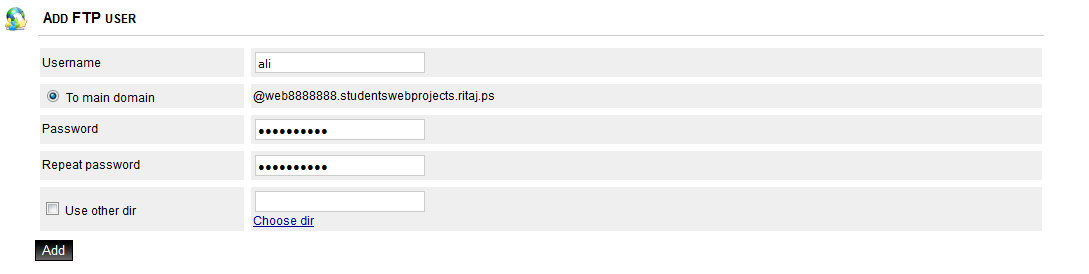 ADD FTP USER
Username
ali
To main domain
@web8888888.studentswebprojects.ritaj.ps
Password
••••••••••
Repeat password
••••••••••
Use other dir
Choose dir
Add